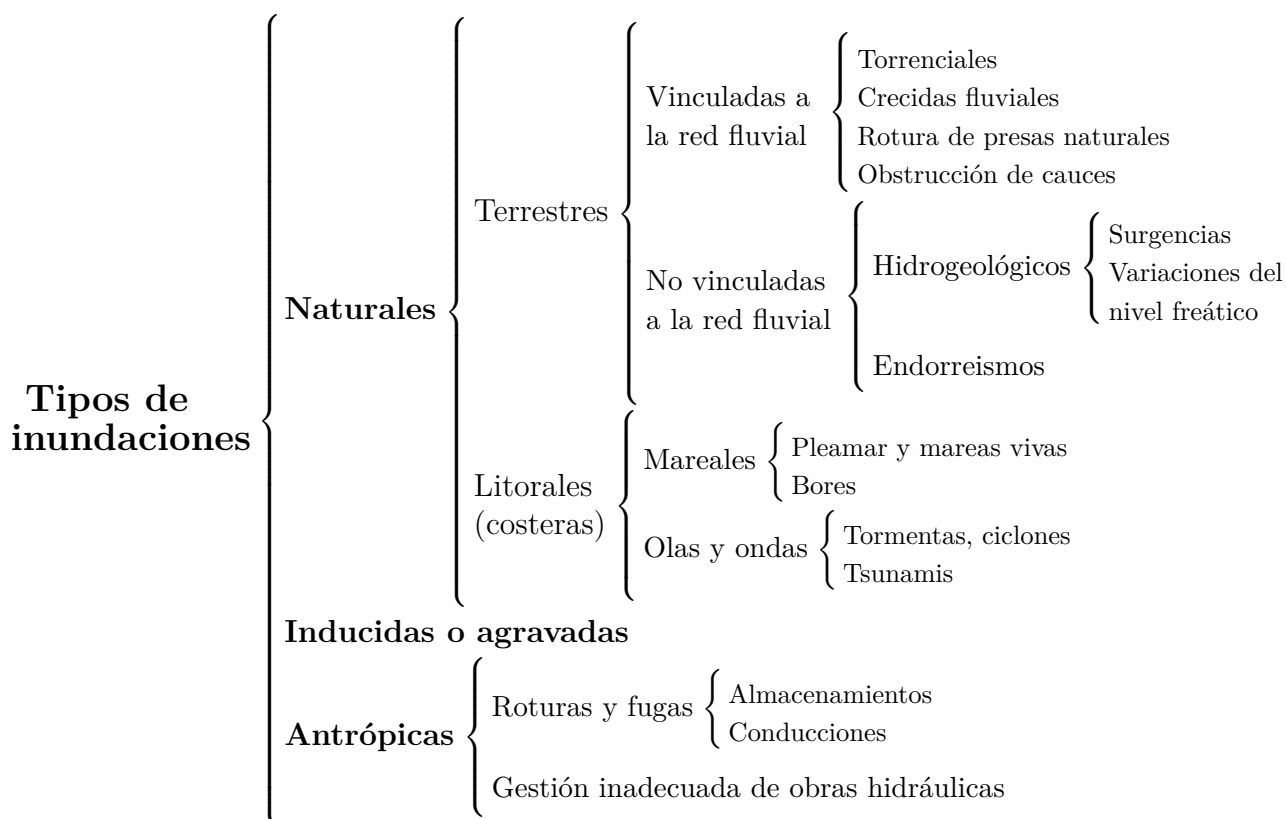 Tipos de
inundaciones
Naturales
Terrestres
Vinculadas a
la red fluvial
Torrenciales
Crecidas fluviales
Rotura de presas naturales
Obstrucción de cauces
No vinculadas
a la red fluvial
Hidrogeológicos
Surgencias
Variaciones del
nivel freático
Endorreismos
Litorales
(costeras)
Mareales
Pleamar y mareas vivas
Bores
Olas y ondas
Tormentas, ciclones
Tsunamis
Inducidas o agravadas
Antrópicas
Roturas y fugas
Almacenamientos
Conducciones
Gestión inadecuada de obras hidráulicas